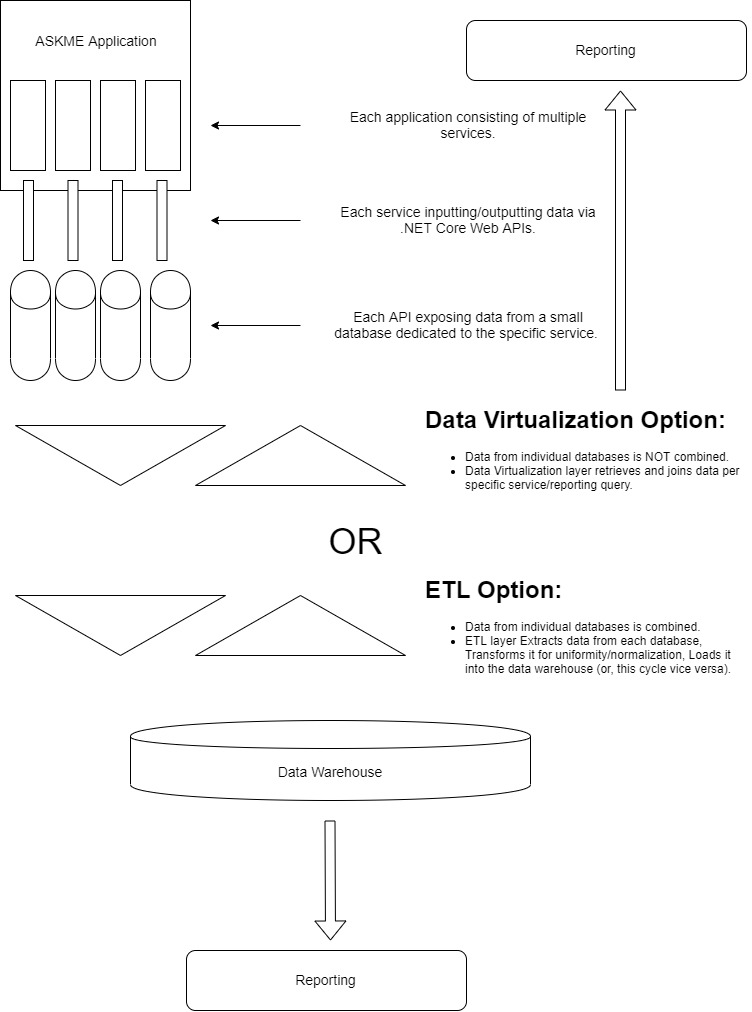 ASKME Application
Reporting
Each application consisting of multiple
services.
Each service inputting/outputting data via
.NET Core Web APIs.
Each API exposing data from a small
database dedicated to the specific service.
Data Virtualization Option:
• Data from individual databases is NOT combined.
• Data Virtualization layer retrieves and joins data per
specific service/reporting query.
OR
ETL Option:
• Data from individual databases is combined.
• ETL layer Extracts data from each database,
Transforms it for uniformity/normalization, Loads it
into the data warehouse (or, this cycle vice versa).
Data Warehouse
Reporting